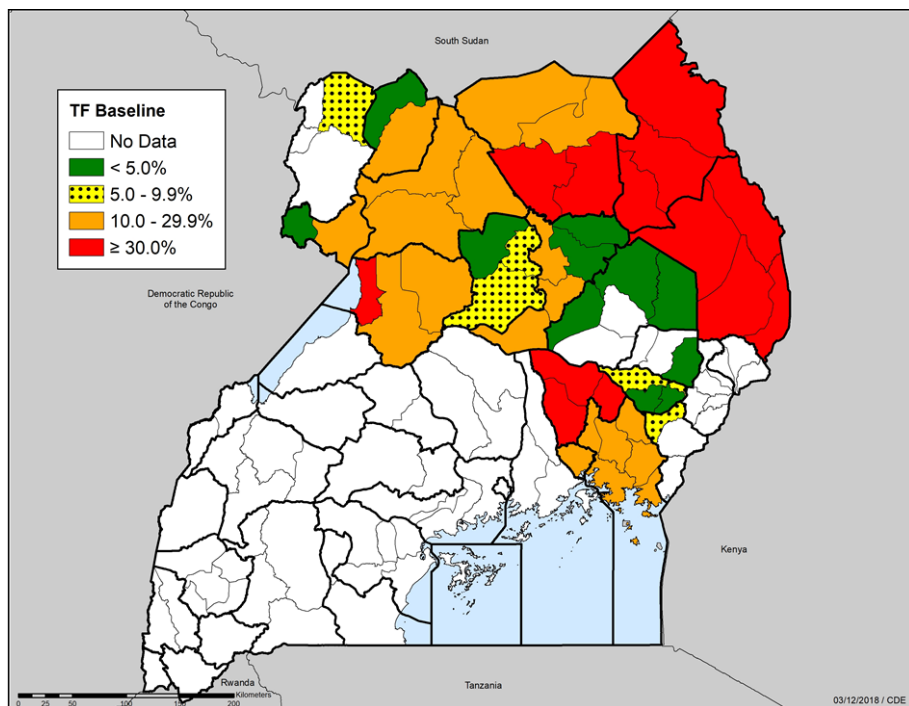 South Sudan
TF Baseline
No Data
< 5.0%
5.0 - 9.9%
10.0 - 29.9%
≥ 30.0%
Democratic Republic
of the Congo
Kenya
Rwanda
Tanzania
Kilometers
0 25 50 100 150 200
03/12/2018 / CDE